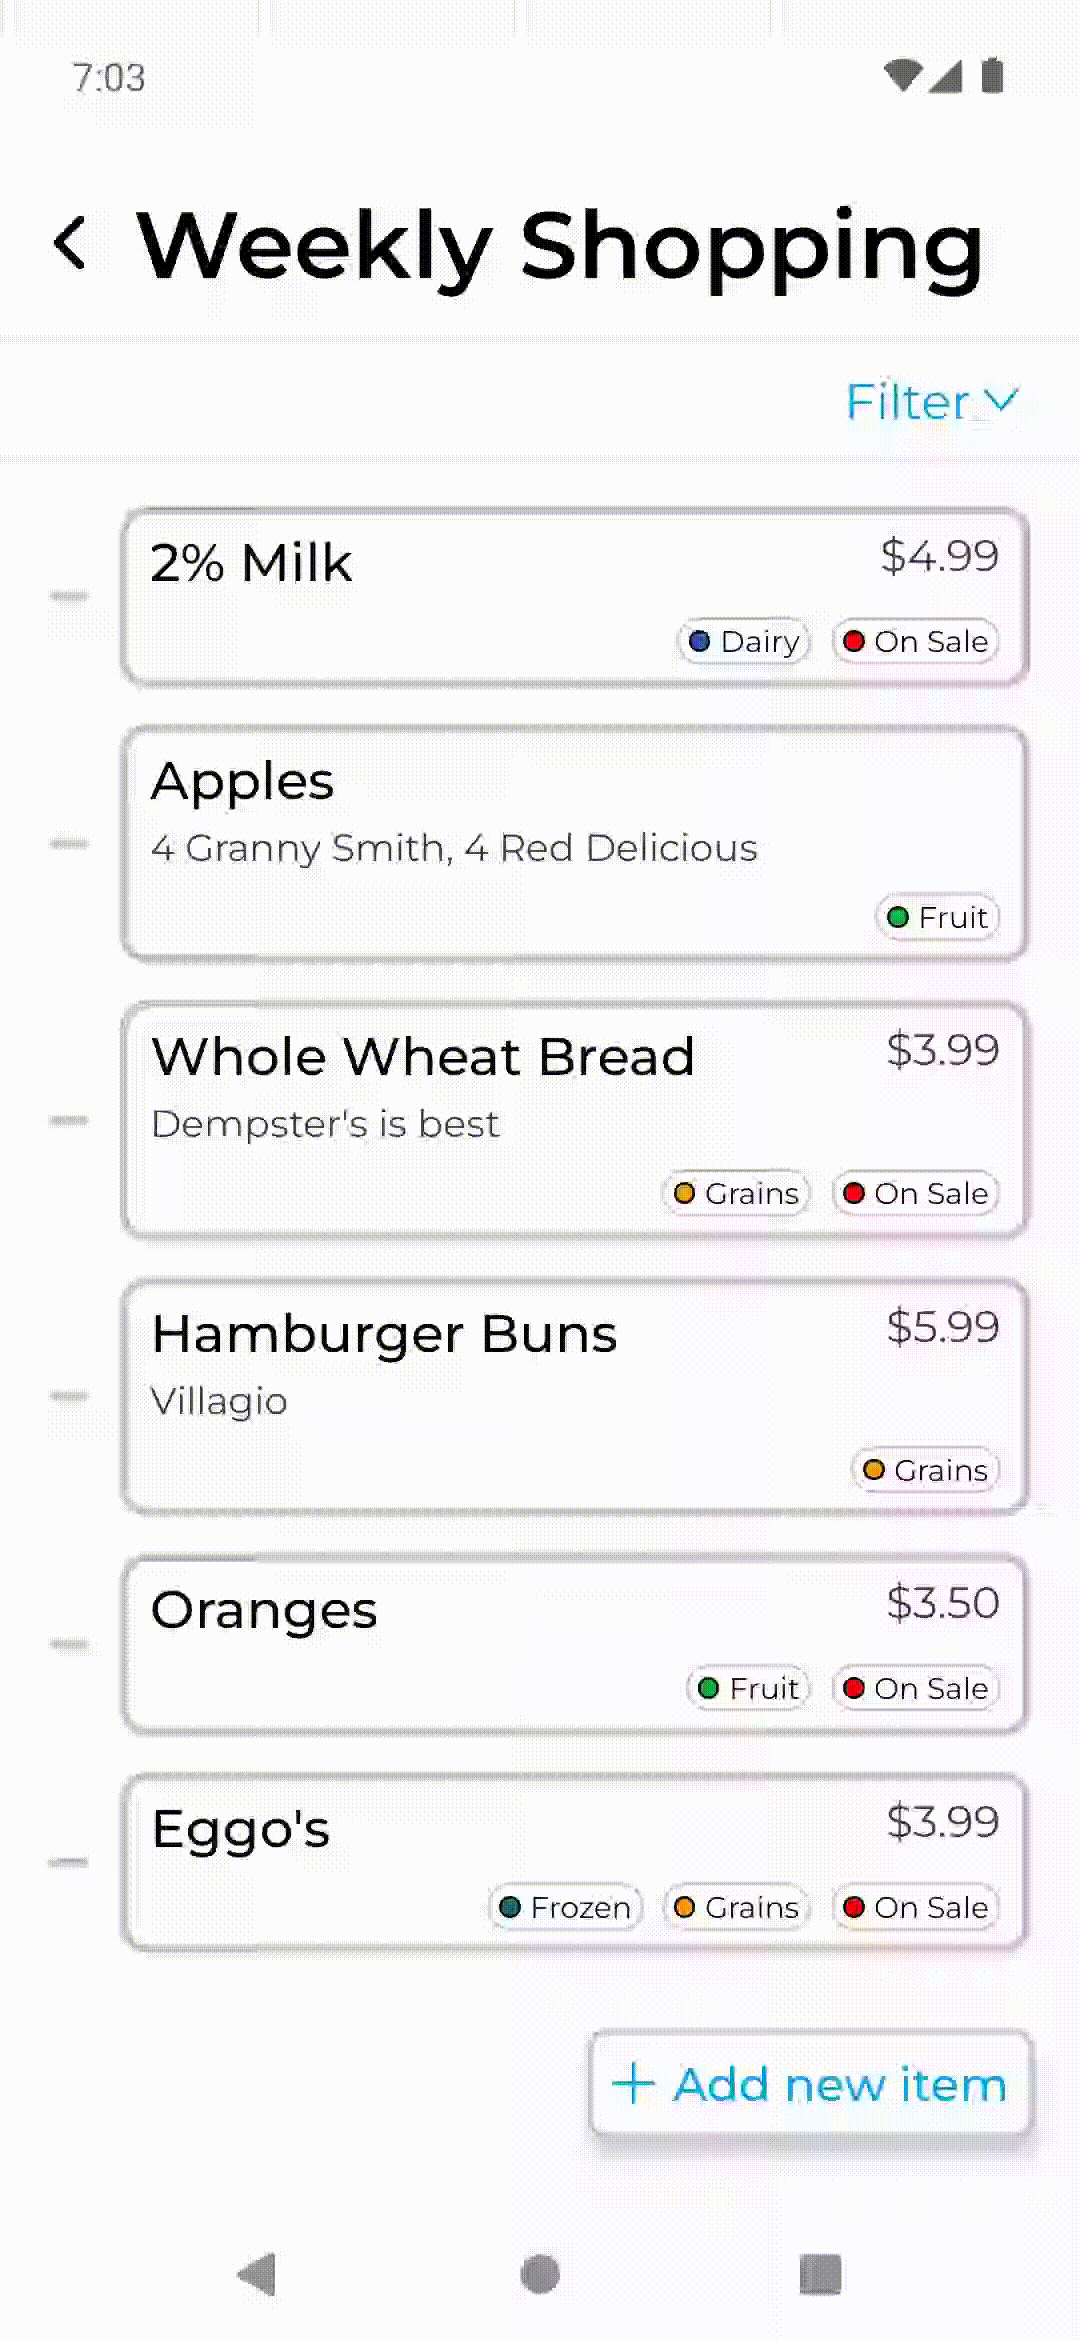 7:03
Weekly Shopping
Filter
2% Milk $4.99
Dairy On Sale
Apples
4 Granny Smith, 4 Red Delicious
Fruit
Whole Wheat Bread $3.99
Dempster's is best
Grains On Sale
Hamburger Buns $5.99
Villagio
Grains
Oranges $3.50
Fruit On Sale
Eggo's $3.99
Frozen Grains On Sale
+ Add new item